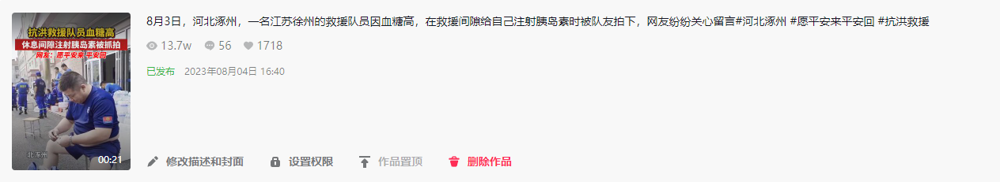 抗洪救援队员血糖高
休息间隙注射胰岛素被抓拍
网友：愿平安来 平安回
北涿州
00:21
8月3日，河北涿州，一名江苏徐州的救援队员因血糖高，在救援间隙给自己注射胰岛素时被队友拍下，网友纷纷关心留言#河北涿州 #愿平安来平安回 #抗洪救援
13.7w 56 1718
已发布 2023年08月04日 16:40
修改描述和封面 设置权限 作品置顶 删除作品